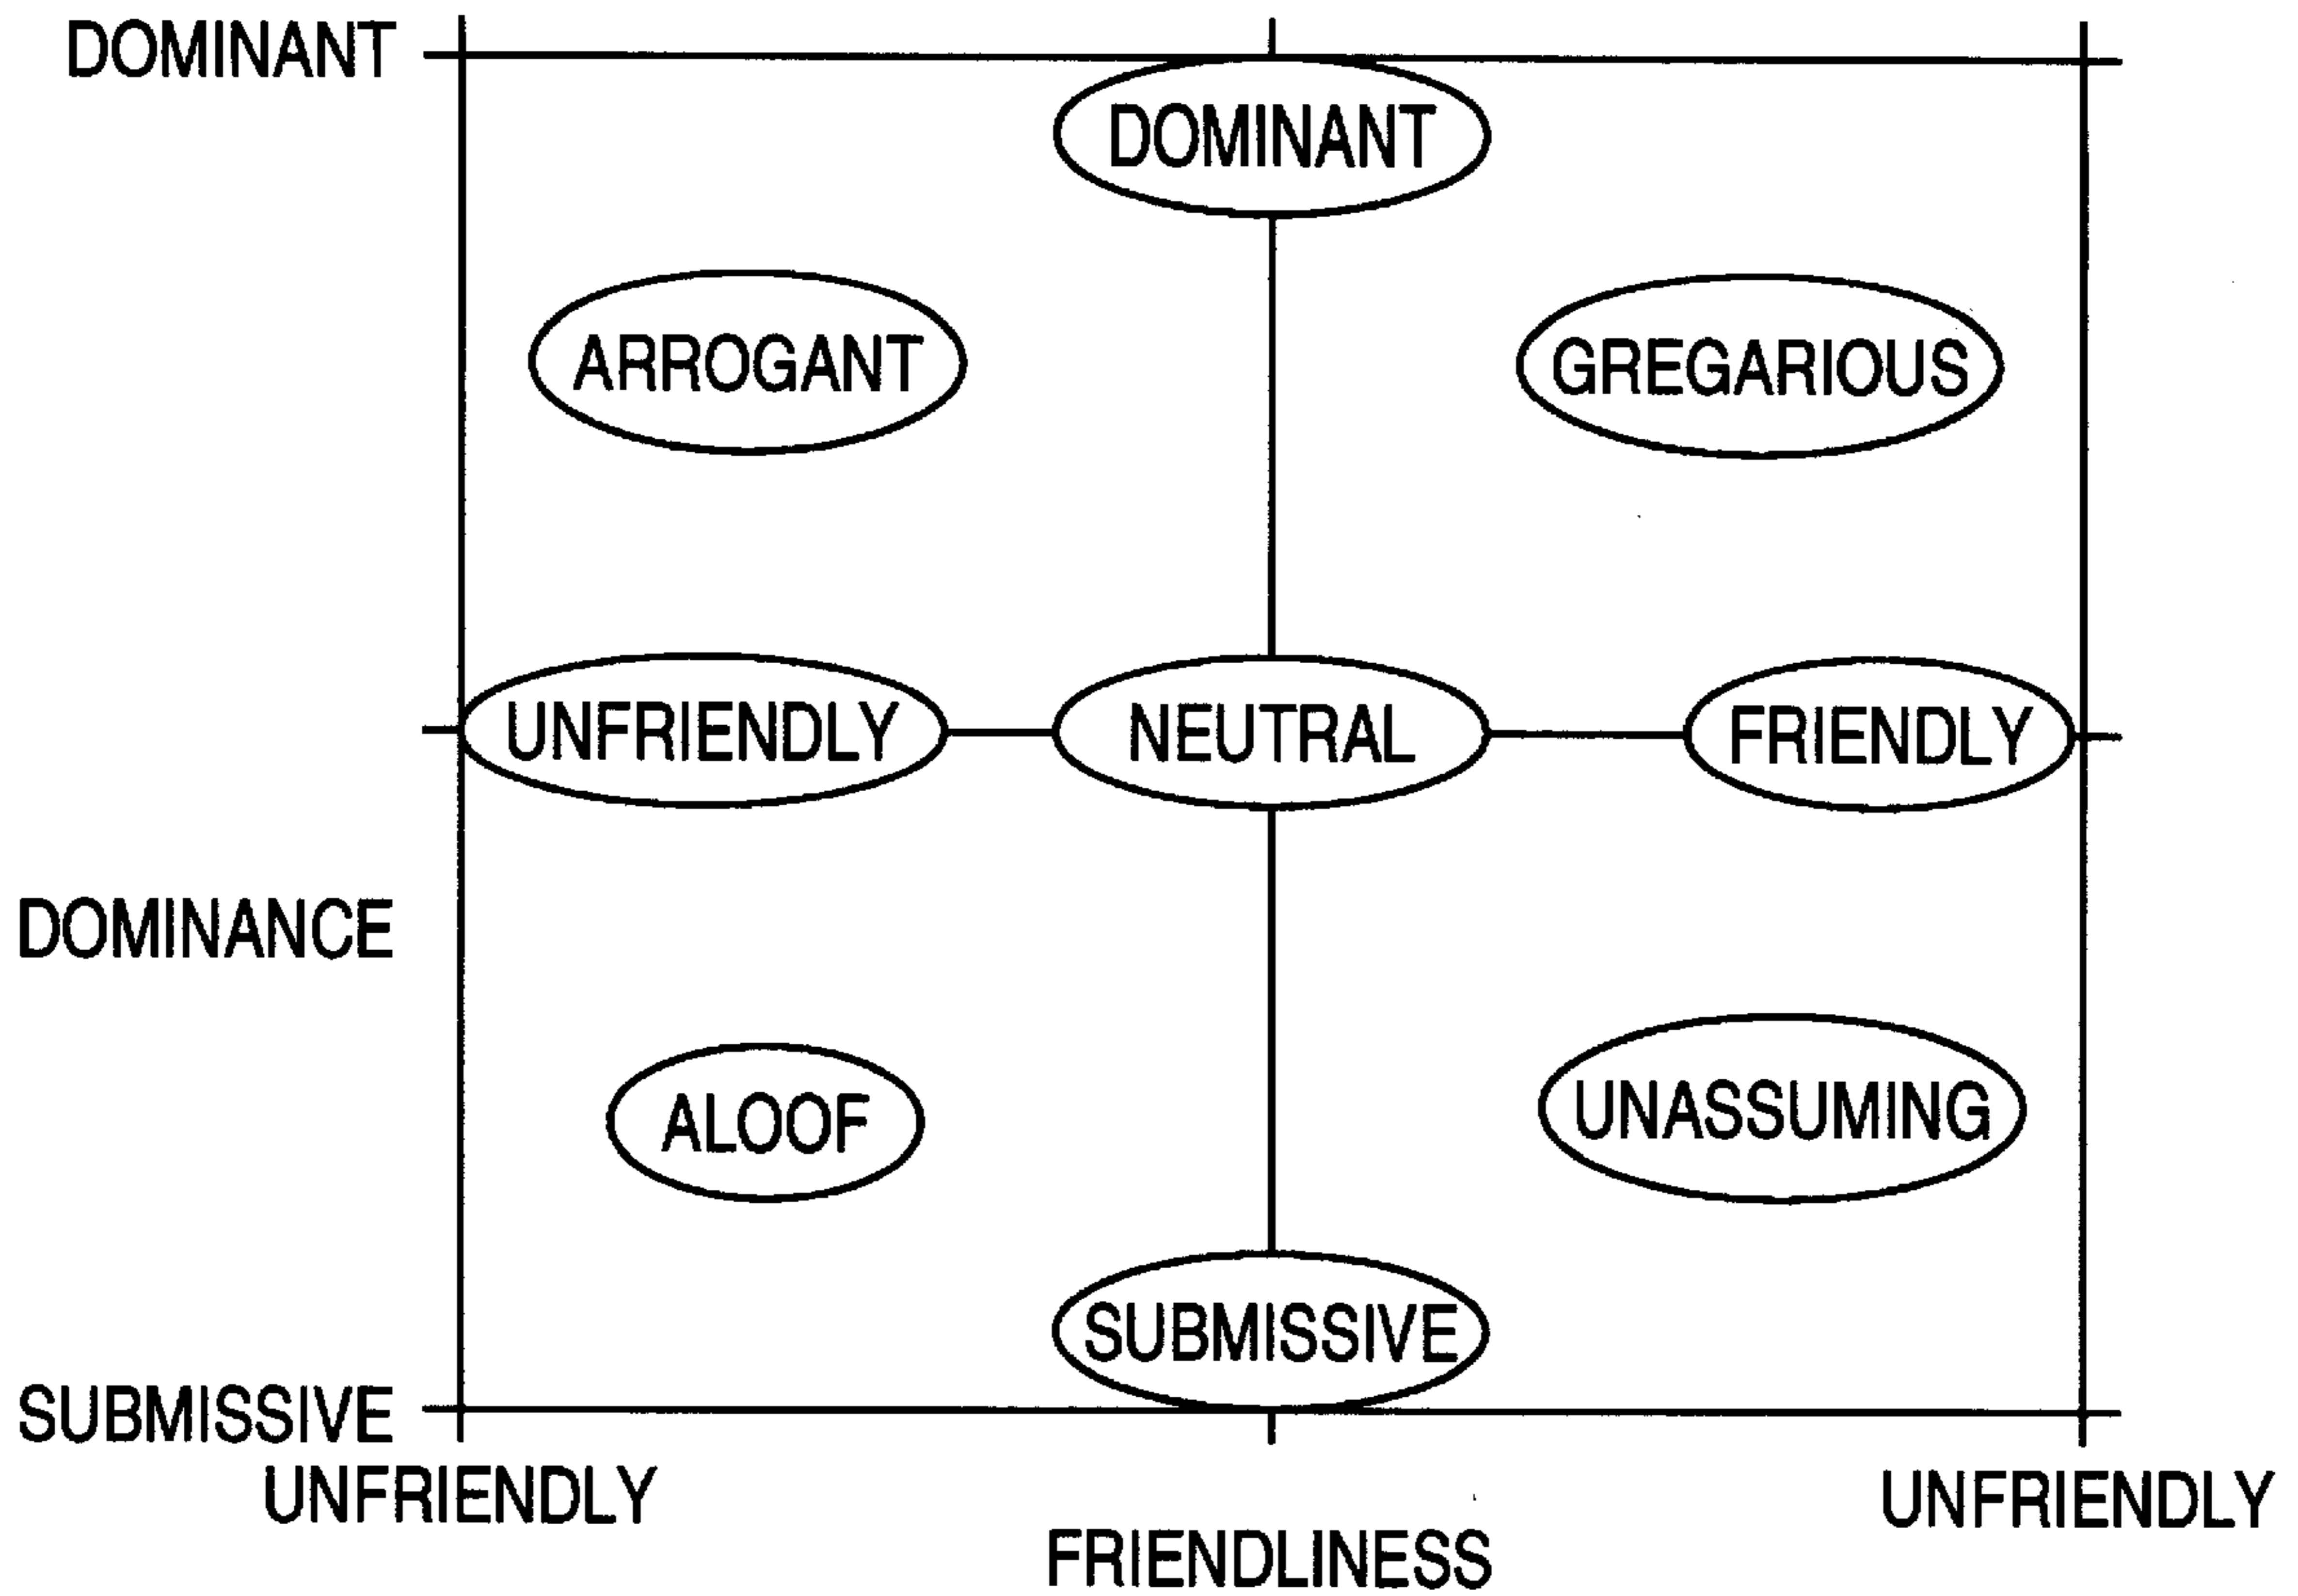 DOMINANT
DOMINANT
ARROGANT
GREGARIOUS
UNFRIENDLY
NEUTRAL
FRIENDLY
DOMINANCE
ALOOF
UNASSUMING
SUBMISSIVE
SUBMISSIVE
UNFRIENDLY
UNFRIENDLY
FRIENDLINESS